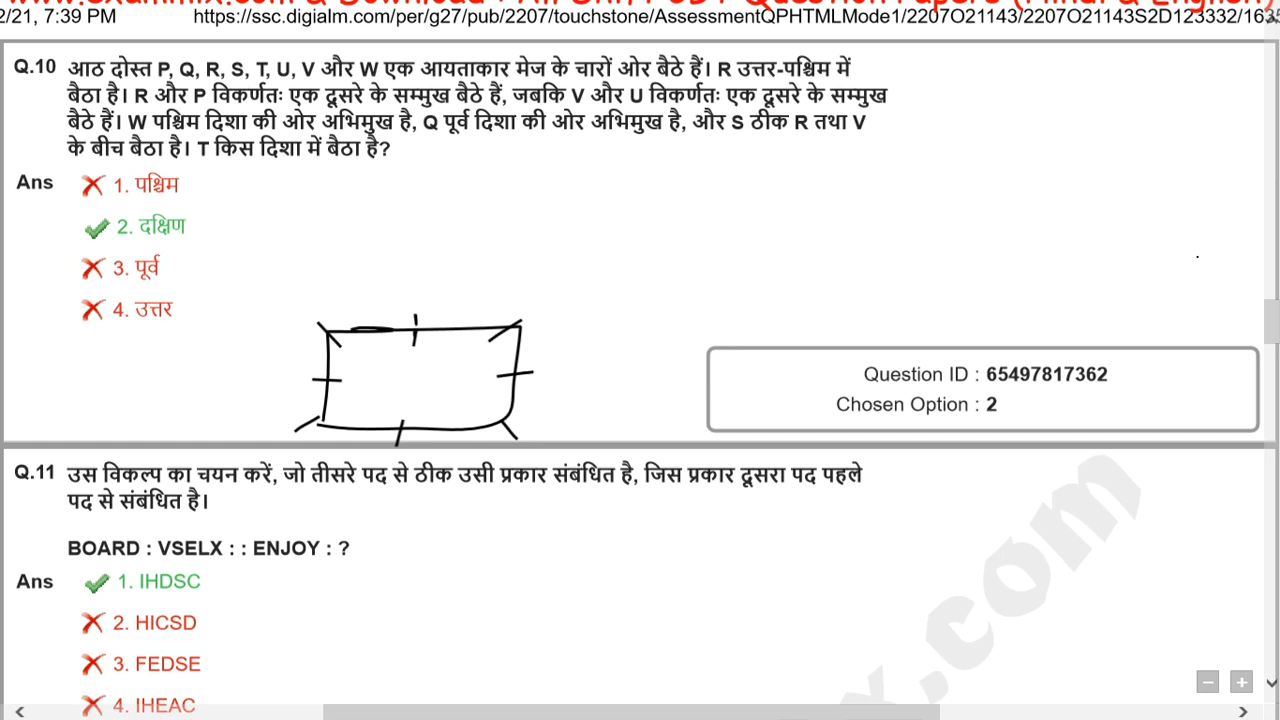 2/21, 7:39 PM https://ssc.digialm.com/per/g27/pub/2207/touchstone/AssessmentQPHTMLMode1/2207O21143/2207O21143S2D123332/1635
Q.10 आठ दोस्त P, Q, R, S, T, U, V और W एक आयताकार मेज के चारों ओर बैठे हैं। R उत्तर-पश्चिम में
बैठा है। R और P विकर्णतः एक दूसरे के सम्मुख बैठे हैं, जबकि V और U विकर्णतः एक दूसरे के सम्मुख
बैठे हैं। W पश्चिम दिशा की ओर अभिमुख है, Q पूर्व दिशा की ओर अभिमुख है, और S ठीक R तथा V
के बीच बैठा है। T किस दिशा में बैठा है?
Ans 1. पश्चिम
2. दक्षिण
3. पूर्व
4. उत्तर
Question ID : 65497817362
Chosen Option : 2
Q.11 उस विकल्प का चयन करें, जो तीसरे पद से ठीक उसी प्रकार संबंधित है, जिस प्रकार दूसरा पद पहले
पद से संबंधित है।
BOARD : VSELX : : ENJOY : ?
Ans 1. IHDSC
2. HICSD
3. FEDSE
4. IHEAC
x.com